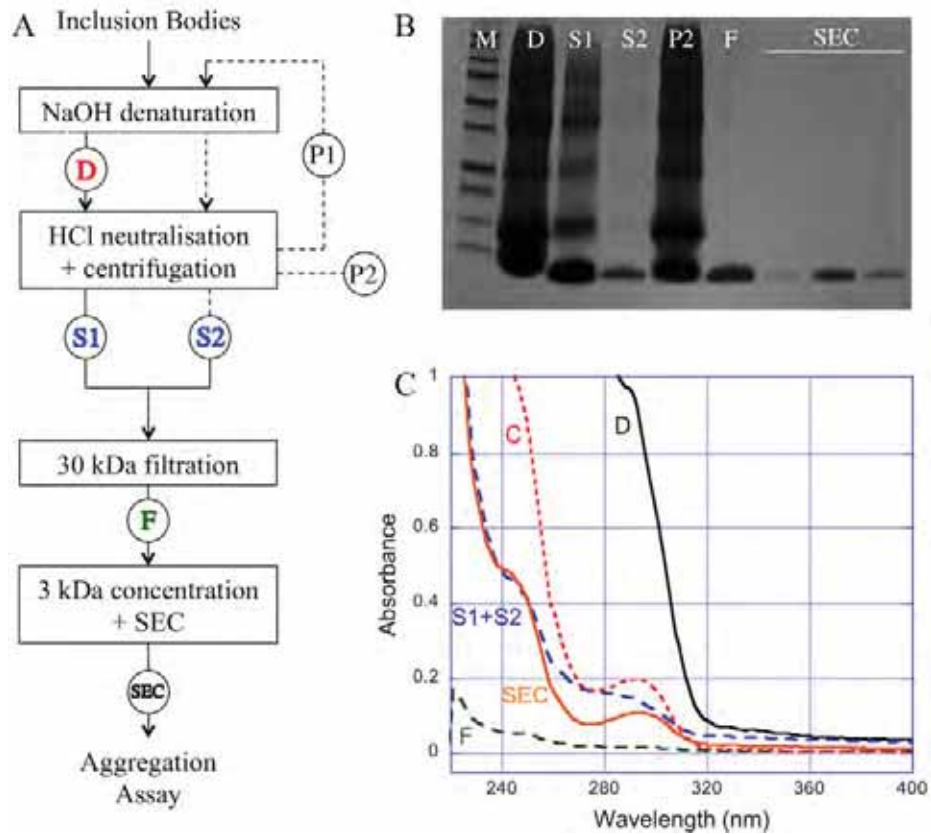 A Inclusion Bodies
NaOH denaturation
D
P1
HCl neutralisation
+ centrifugation
P2
S1 S2
30 kDa filtration
F
3 kDa concentration
+ SEC
SEC
Aggregation
Assay
B
M D S1 S2 P2 F SEC
C
1
0.8
0.6
0.4
0.2
0
Absorbance
C
D
S1+S2
SEC
F
240 280 320 360 400
Wavelength (nm)